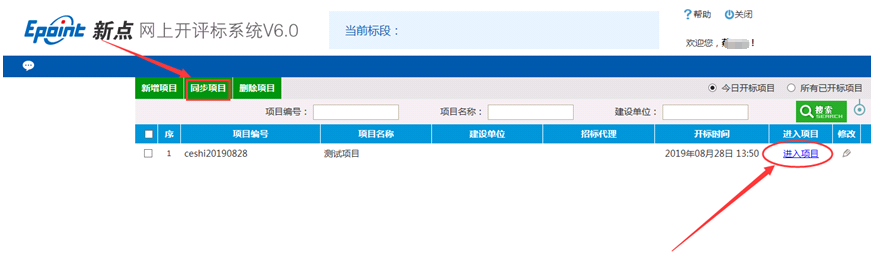 Epoint 新点 网上开评标系统V6.0
当前标段：
帮助 关闭
欢迎您，
！
新增项目 同步项目 删除项目
今日开标项目 所有已开标项目
项目编号： 项目名称： 建设单位： 搜索 SEARCH
序 项目编号 项目名称 建设单位 招标代理 开标时间 进入项目 修改
1 ceshi20190828 测试项目 2019年08月28日 13:50 进入项目